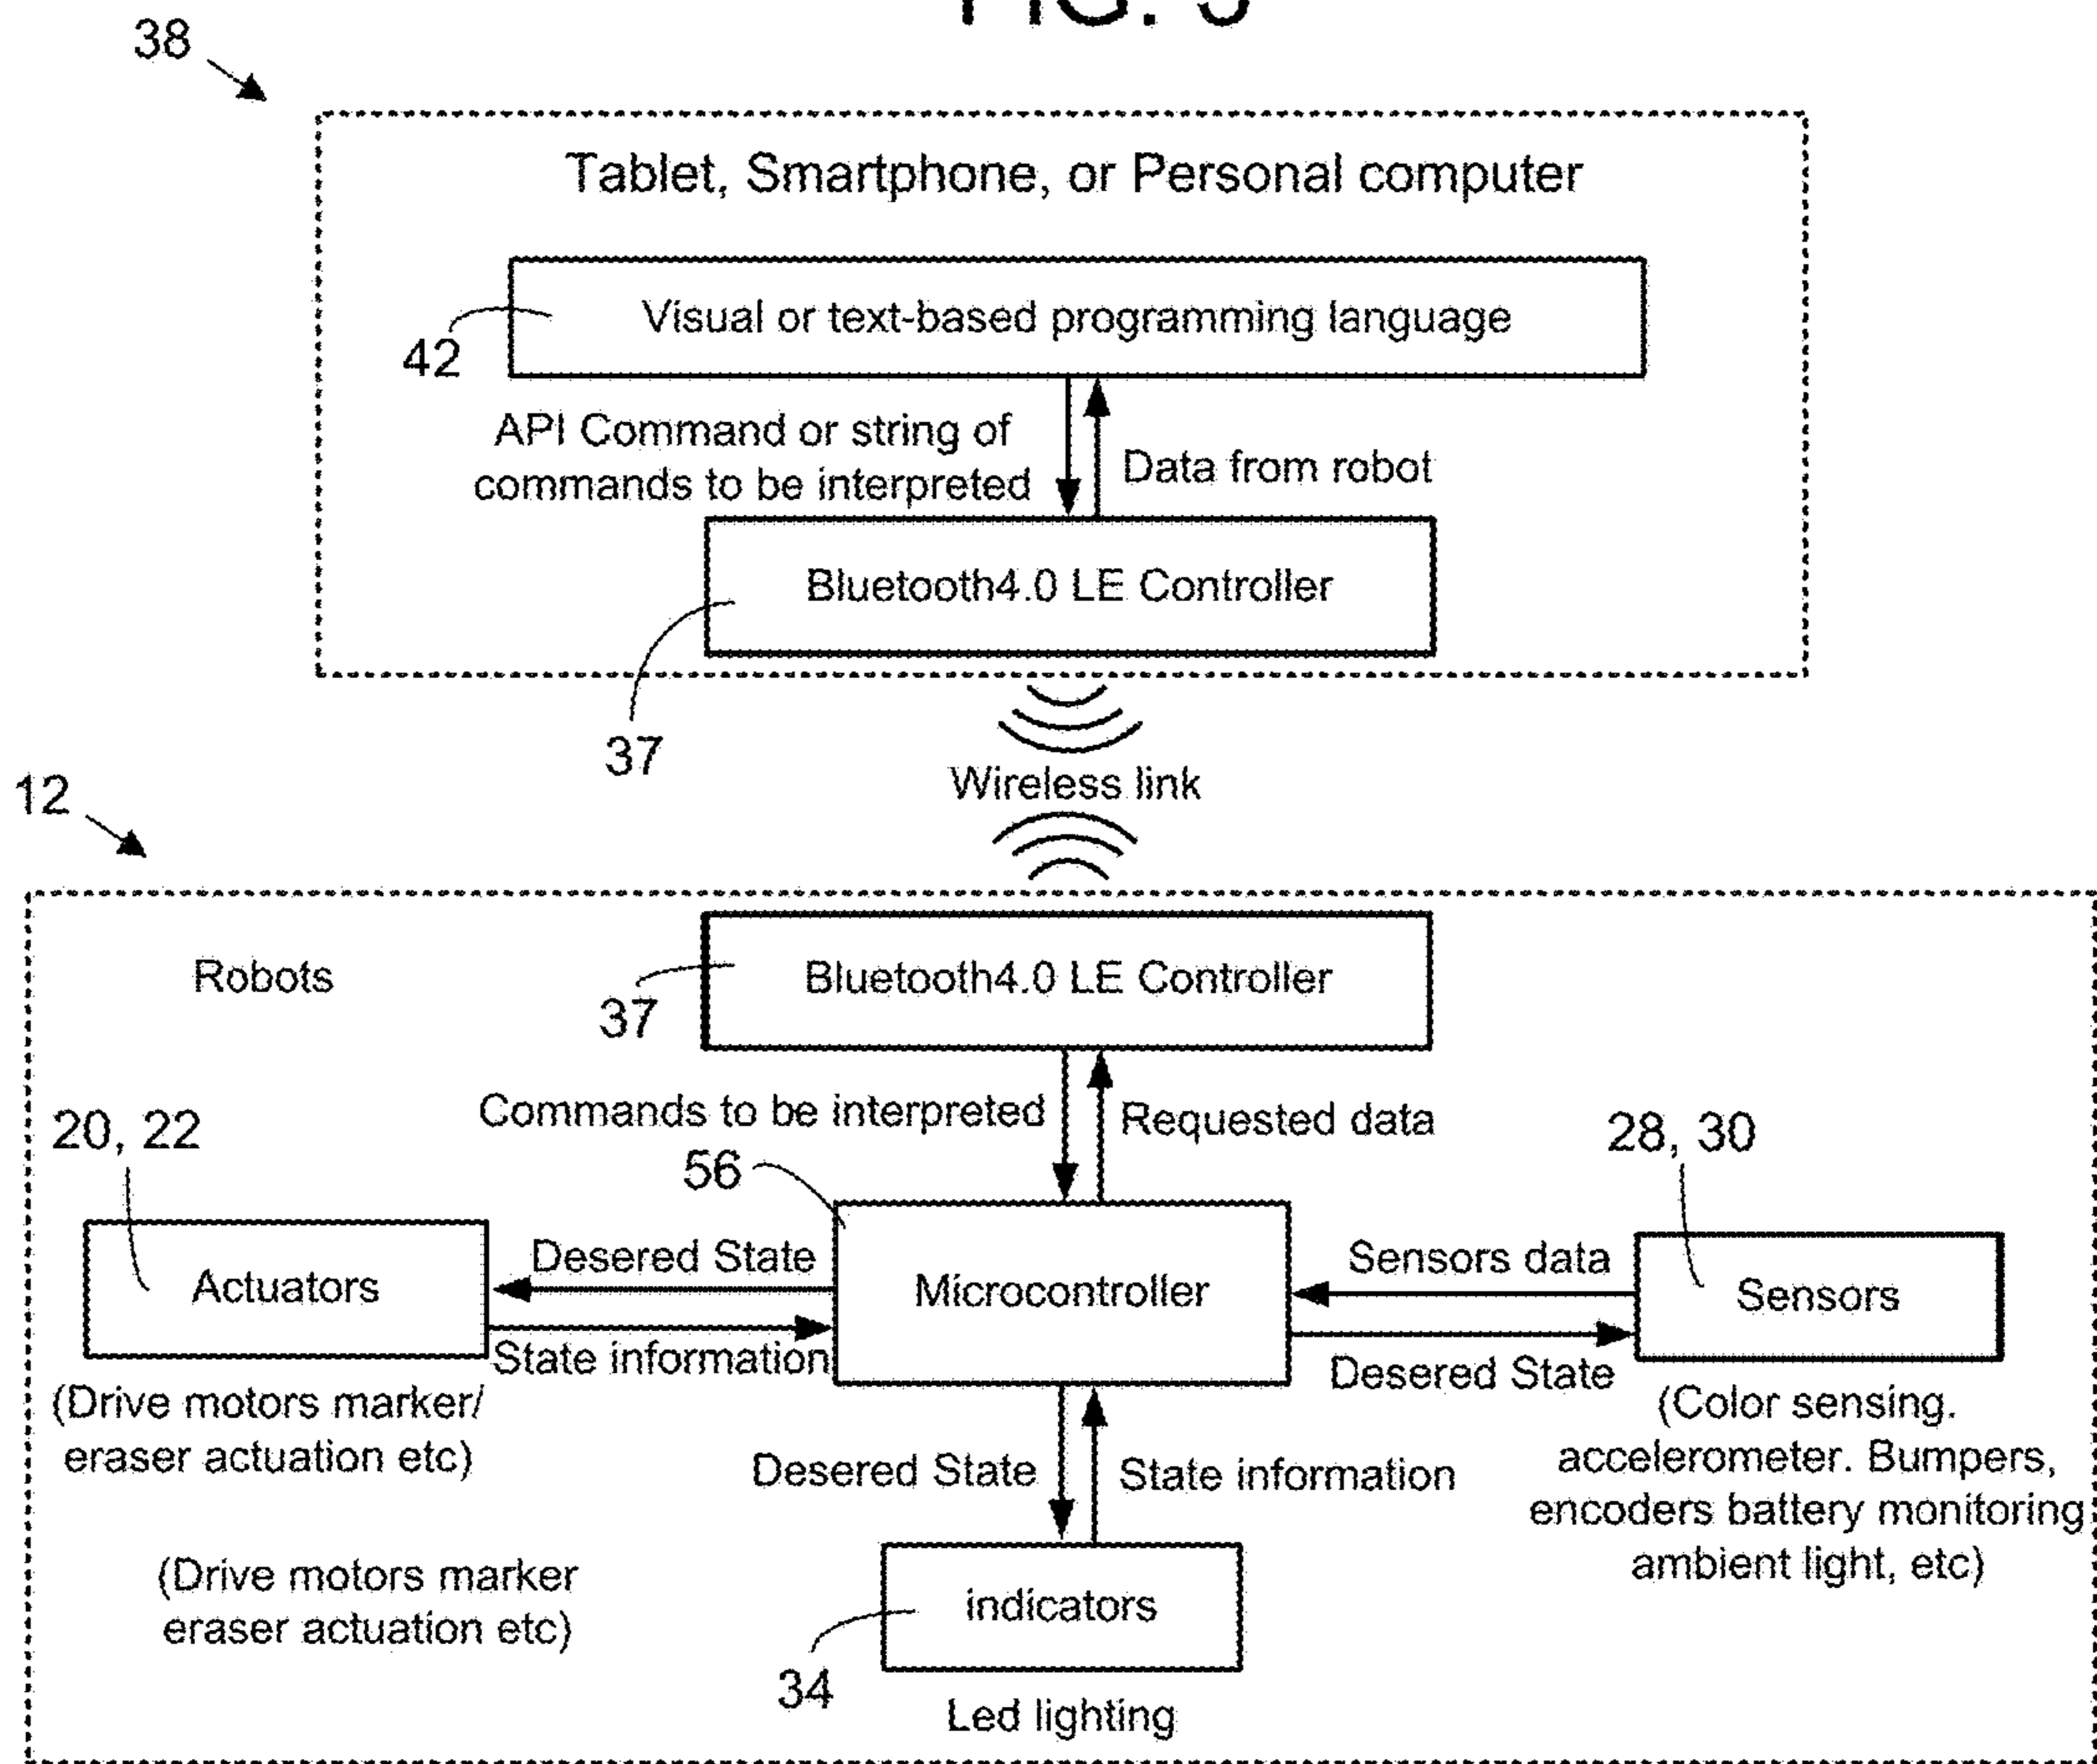 FIG.
38
Tablet, Smartphone, or Personal computer
Visual or text-based programming language
42
API Command or string of
commands to be interpreted
Data from robot
Bluetooth4.0 LE Controller
37
Wireless link
12
Robots
Bluetooth4.0 LE Controller
37
Commands to be interpreted
Requested data
20, 22
56
28, 30
Actuators
Desered State
State information
Microcontroller
Sensors data
Desered State
Sensors
(Drive motors marker/
eraser actuation etc)
Desered State
State information
(Color sensing.
accelerometer. Bumpers,
encoders battery monitoring
ambient light, etc)
(Drive motors marker
eraser actuation etc)
indicators
34
Led lighting